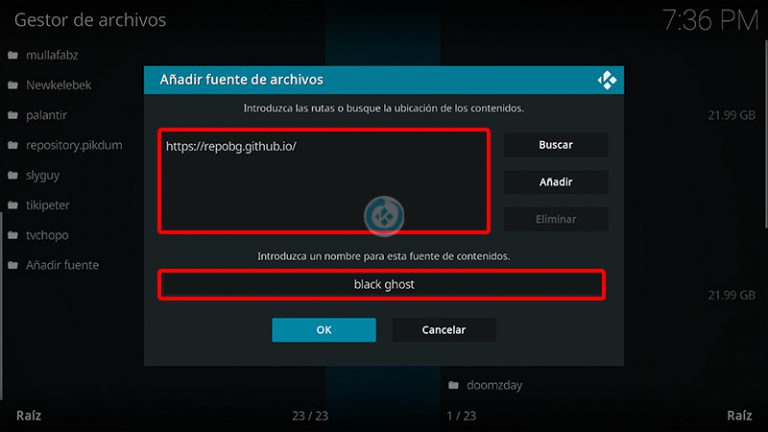 Gestor de archivos
7:36 PM
mullafabz
Newkelebek
palantir
repository.pikdum
slyguy
tikipeter
tvchopo
Añadir fuente
Añadir fuente de archivos
Introduzca las rutas o busque la ubicación de los contenidos.
https://repobg.github.io/
Buscar
Añadir
Eliminar
Introduzca un nombre para esta fuente de contenidos.
black ghost
OK
Cancelar
21.99 GB
21.99 GB
doomzday
Raíz
23 / 23
1 / 23
Raíz